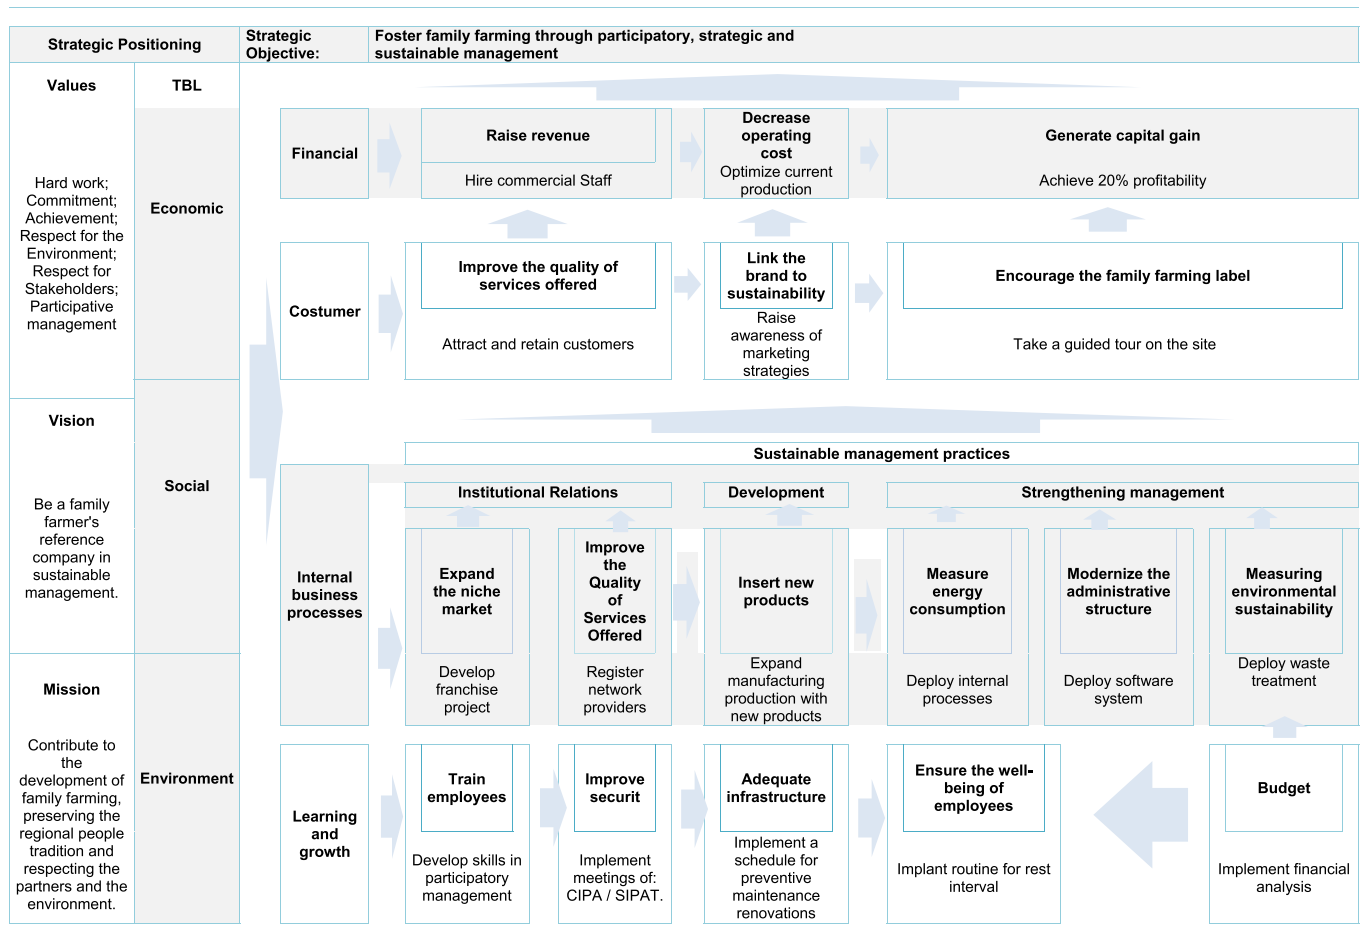 Strategic Positioning
Strategic
Objective:
Foster family farming through participatory, strategic and
sustainable management
Values
TBL
Hard work;
Commitment;
Achievement;
Respect for the
Environment;
Respect for
Stakeholders;
Participative
management
Economic
Financial
Raise revenue
Hire commercial Staff
Decrease
operating
cost
Optimize current
production
Generate capital gain
Achieve 20% profitability
Costumer
Improve the quality of
services offered
Attract and retain customers
Link the
brand to
sustainability
Raise
awareness of
marketing
strategies
Encourage the family farming label
Take a guided tour on the site
Vision
Be a family
farmer's
reference
company in
sustainable
management.
Social
Sustainable management practices
Institutional Relations
Development
Strengthening management
Internal
business
processes
Expand
the niche
market
Develop
franchise
project
Improve
the
Quality
of
Services
Offered
Register
network
providers
Insert new
products
Expand
manufacturing
production with
new products
Measure
energy
consumption
Deploy internal
processes
Modernize the
administrative
structure
Deploy software
system
Measuring
environmental
sustainability
Deploy waste
treatment
Mission
Contribute to
the
development of
family farming,
preserving the
regional people
tradition and
respecting the
partners and the
environment.
Environment
Learning
and
growth
Train
employees
Develop skills in
participatory
management
Improve
securit
Implement
meetings of:
CIPA / SIPAT.
Adequate
infrastructure
Implement a
schedule for
preventive
maintenance
renovations
Ensure the well-
being of
employees
Implant routine for rest
interval
Budget
Implement financial
analysis